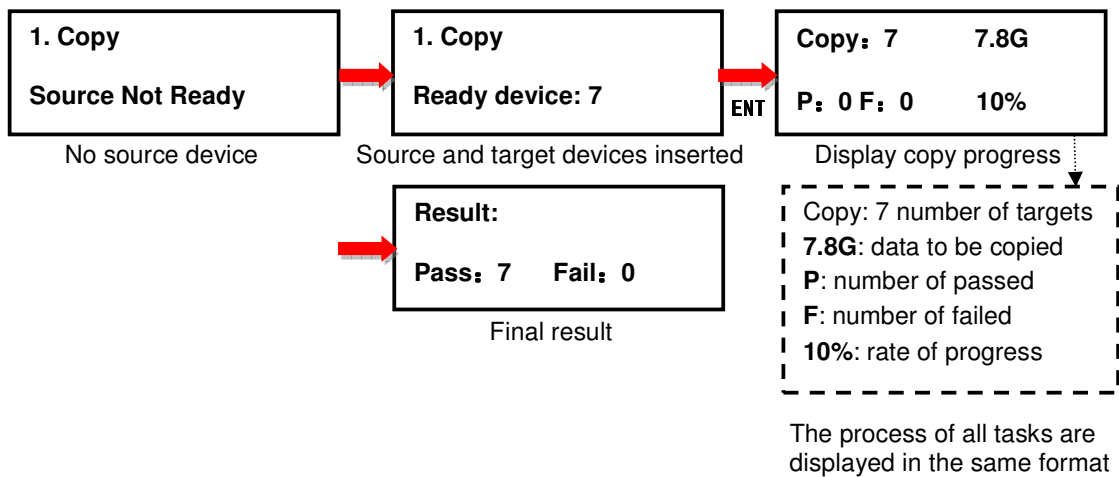 1. Copy
Source Not Ready
No source device
1. Copy
Ready device: 7
Source and target devices inserted
ENT
Copy：7 7.8G
P：0 F：0 10%
Display copy progress
Copy: 7 number of targets
7.8G: data to be copied
P: number of passed
F: number of failed
10%: rate of progress
The process of all tasks are
displayed in the same format
Result:
Pass：7 Fail：0
Final result